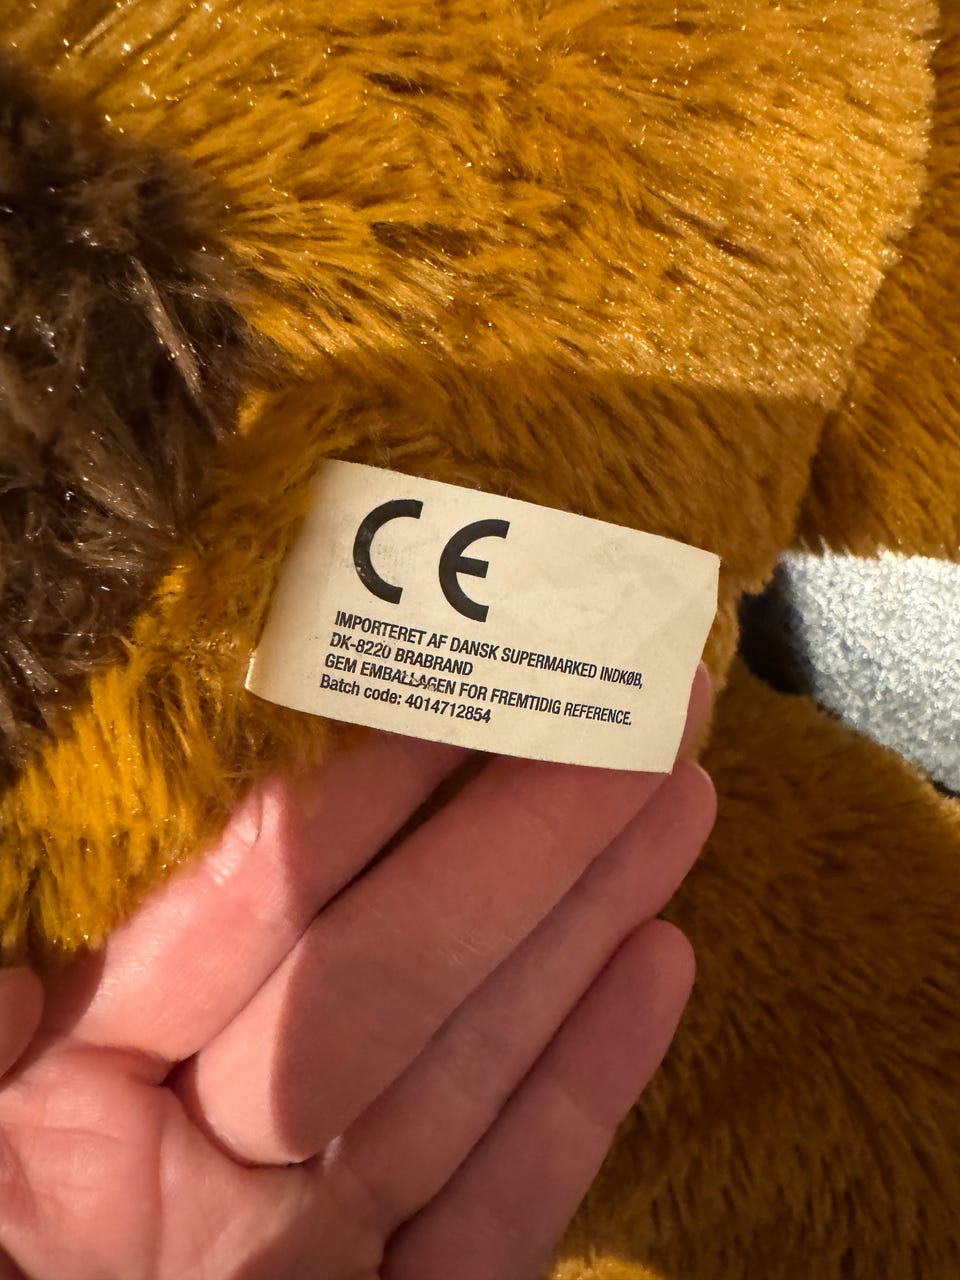 CE
IMPORTERET AF DANSK SUPERMARKED INDKØB,
DK-8220 BRABRAND
GEM EMBALLAGEN FOR FREMTIDIG REFERENCE.
Batch code: 4014712854